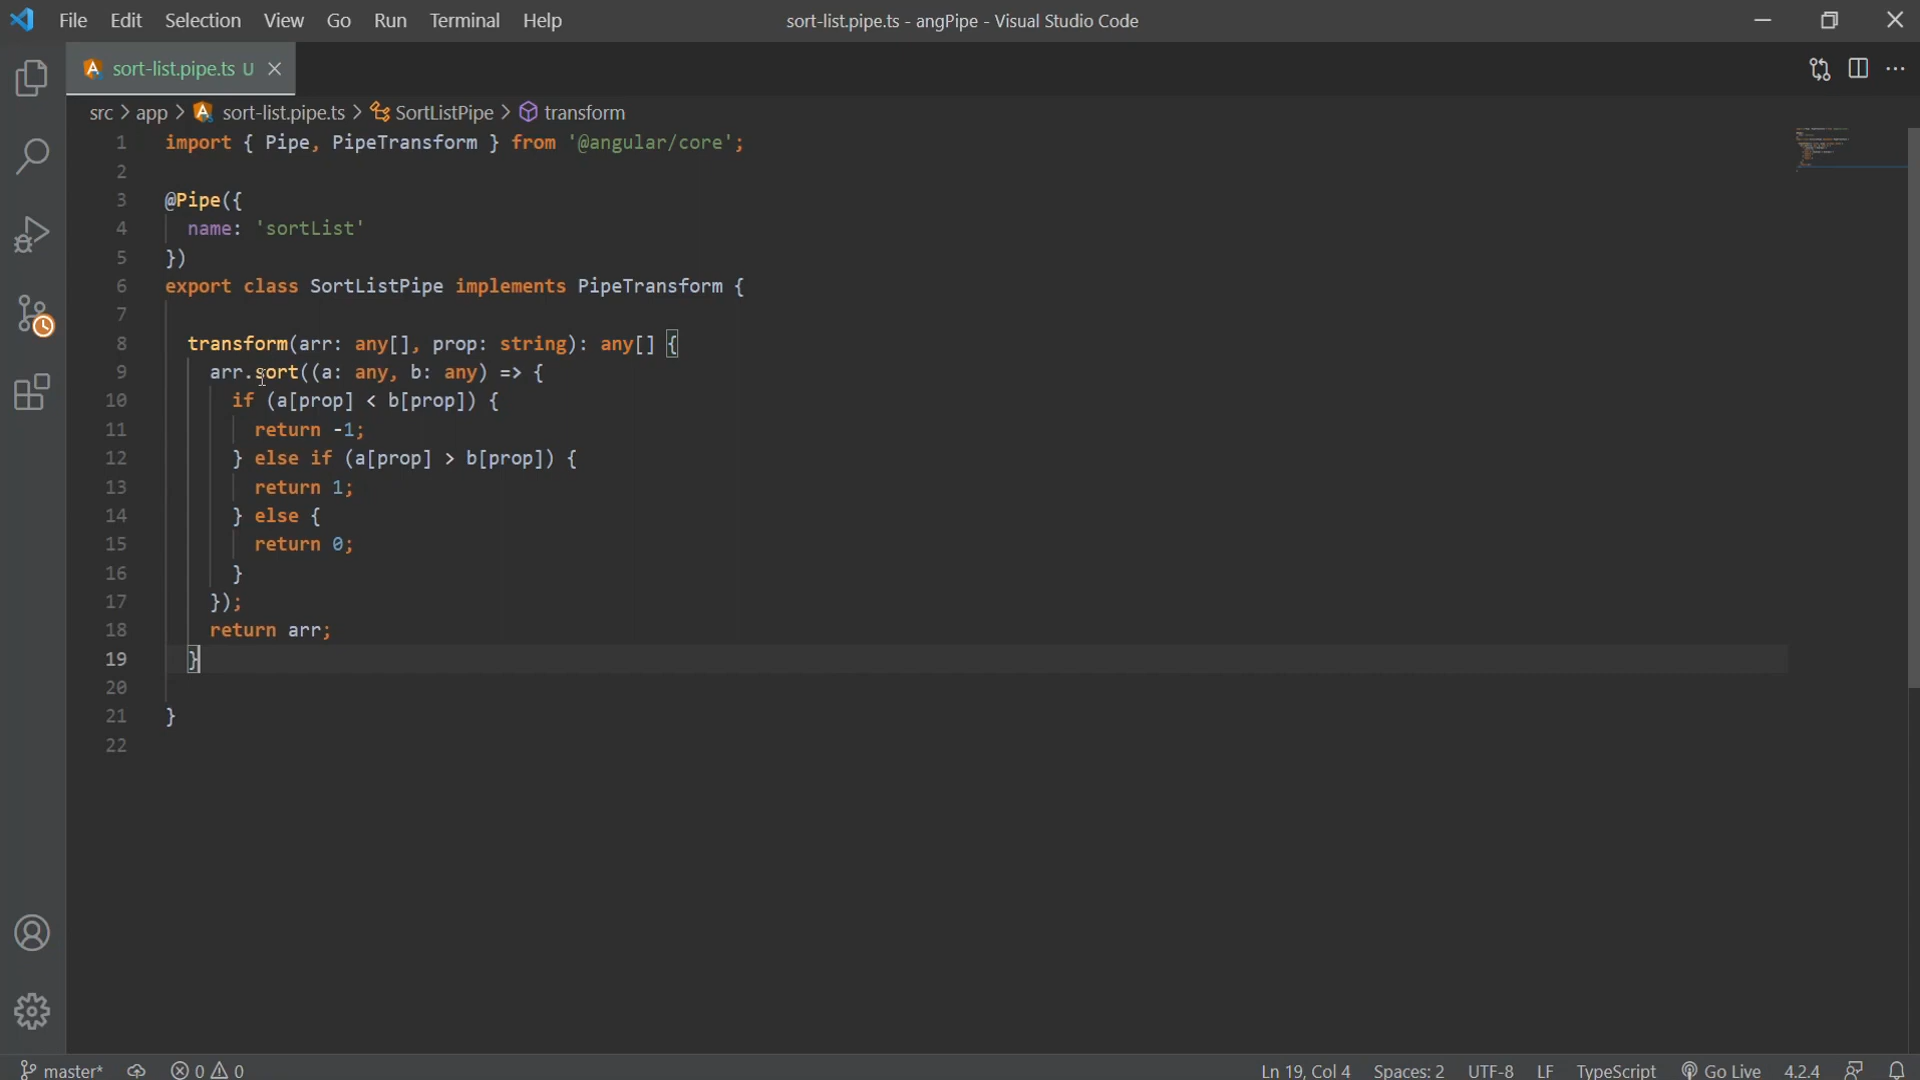 File Edit Selection View Go Run Terminal Help sort-list.pipe.ts - angPipe - Visual Studio Code
sort-list.pipe.ts U
src > app > sort-list.pipe.ts > SortListPipe > transform
1 import { Pipe, PipeTransform } from '@angular/core';
2
3 @Pipe({
4   name: 'sortList'
5 })
6 export class SortListPipe implements PipeTransform {
7
8   transform(arr: any[], prop: string): any[] {
9     arr.sort((a: any, b: any) => {
10       if (a[prop] < b[prop]) {
11         return -1;
12       } else if (a[prop] > b[prop]) {
13         return 1;
14       } else {
15         return 0;
16       }
17     });
18     return arr;
19   }
20
21 }
22
master* 0 0 Ln 19, Col 4 Spaces: 2 UTF-8 LF TypeScript Go Live 4.2.4